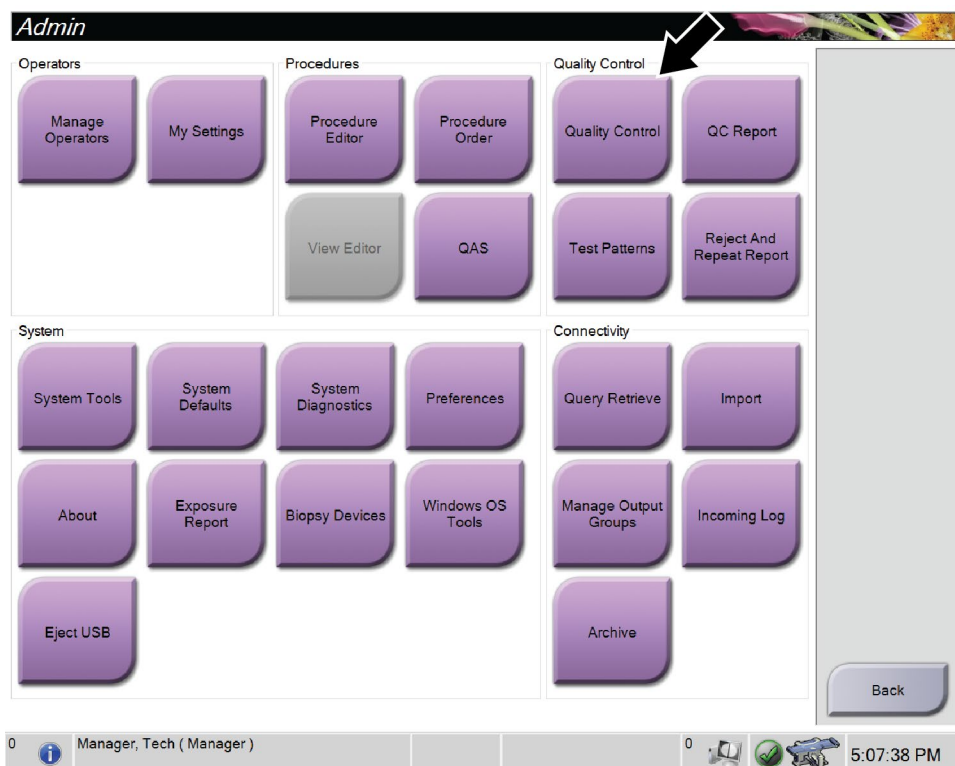 Admin
Operators
Manage
Operators
My Settings
Procedures
Procedure
Editor
Procedure
Order
View Editor
QAS
Quality Control
Quality Control
QC Report
Test Patterns
Reject And
Repeat Report
System
System Tools
System
Defaults
System
Diagnostics
Preferences
About
Exposure
Report
Biopsy Devices
Windows OS
Tools
Eject USB
Connectivity
Query Retrieve
Import
Manage Output
Groups
Incoming Log
Archive
Back
0
Manager, Tech ( Manager )
0
5:07:38 PM